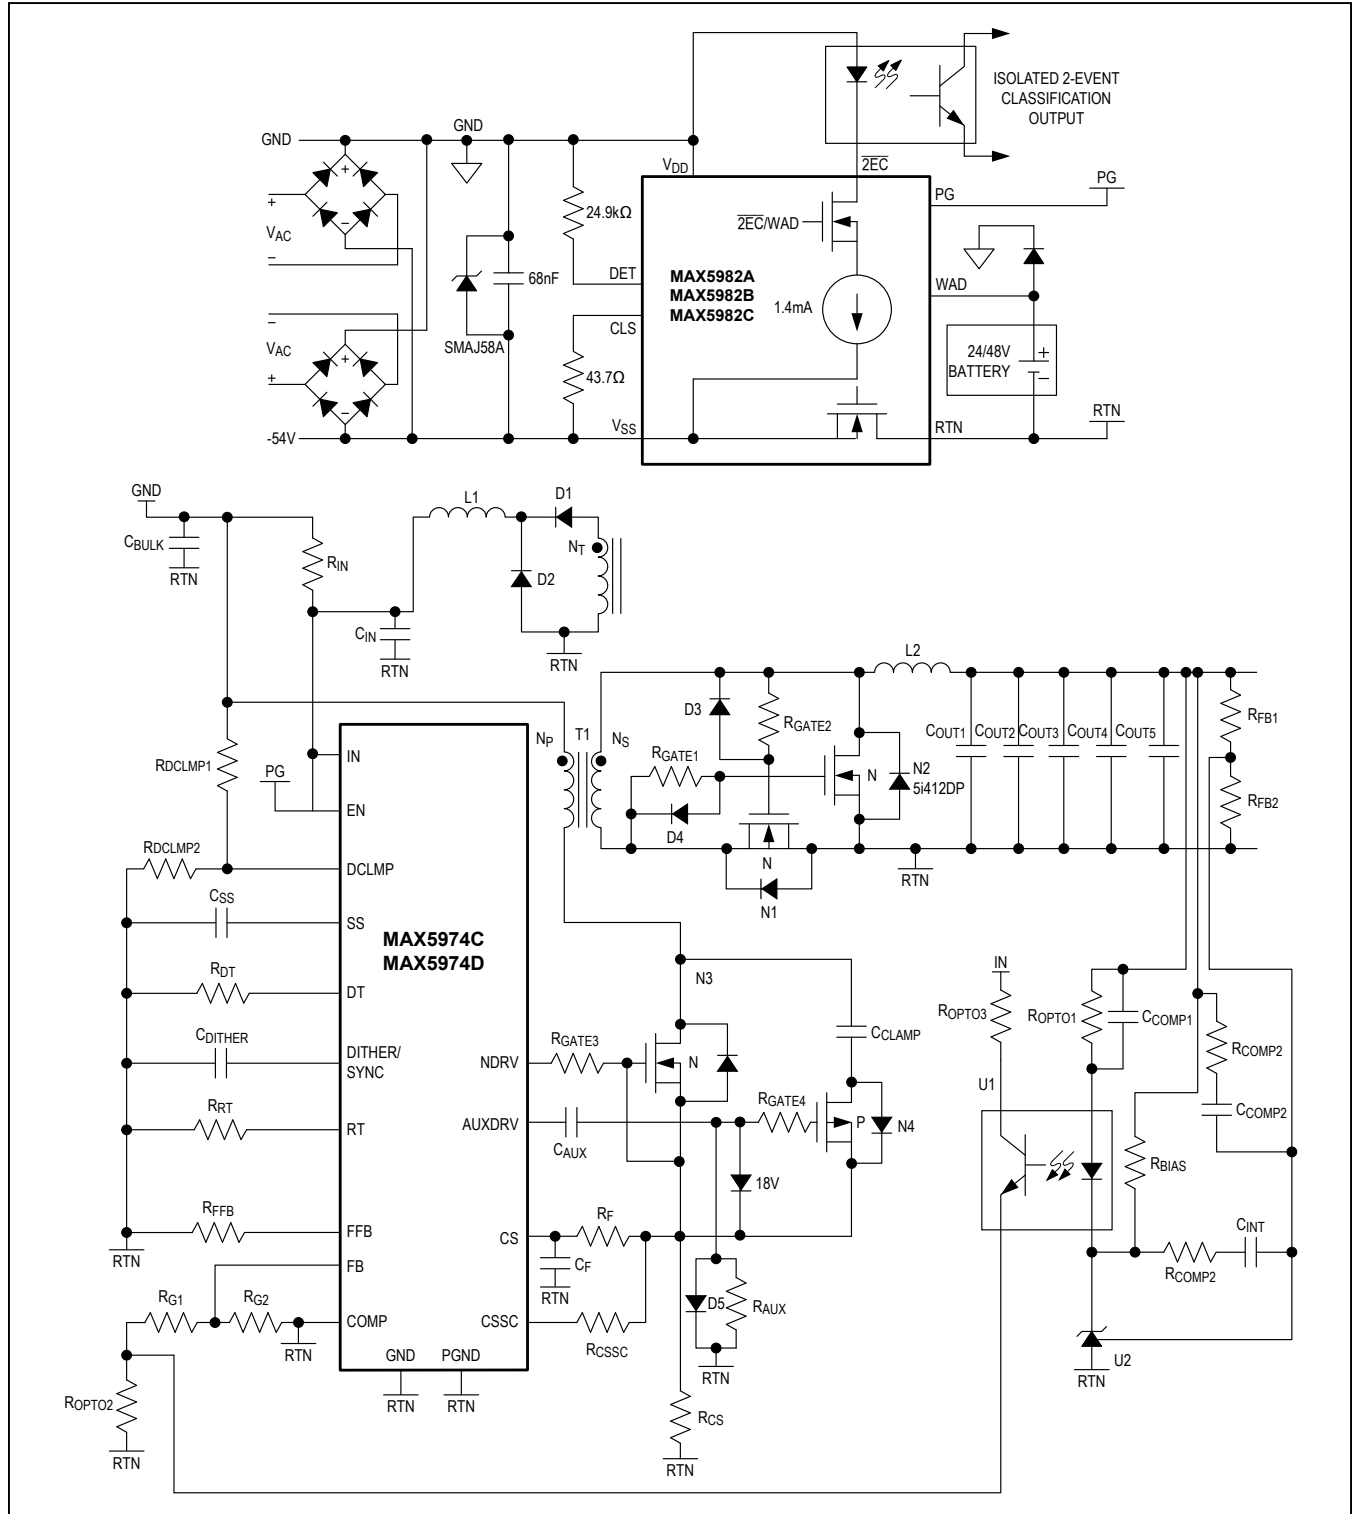 ISOLATED 2-EVENT
CLASSIFICATION
OUTPUT
GND
GND
VDD
2EC
PG
PG
+
VAC
−
+
−
24.9kΩ
2EC/WAD
DET
68nF
MAX5982A
MAX5982B
MAX5982C
1.4mA
WAD
CLS
SMAJ58A
−
VAC
+
+
−
43.7Ω
24/48V
BATTERY
+
−
-54V
VSS
RTN
RTN
GND
CBULK
RTN
RIN
L1
D1
NT
D2
CIN
RTN
RTN
L2
NP
T1
NS
D3
RGATE2
RGATE1
D4
N
N2
5i412DP
N
N1
RTN
COUT1
COUT2
COUT3
COUT4
COUT5
RFB1
RFB2
RDCLMP1
PG
IN
EN
RDCLMP2
DCLMP
CSS
SS
MAX5974C
MAX5974D
RDT
DT
CDITHER
DITHER/
SYNC
RRT
RT
RFFB
FFB
RTN
FB
RG1
RG2
COMP
RTN
ROPTO2
RTN
GND
PGND
RTN
RTN
NDRV
RGATE3
N3
N
AUXDRV
CAUX
CCLAMP
RGATE4
P
N4
18V
CS
RF
CF
RTN
CSSC
RCSSC
D5
RAUX
RTN
RCS
RTN
IN
ROPTO3
ROPTO1
CCOMP1
RCOMP2
CCOMP2
U1
RBIAS
CINT
RCOMP2
U2
RTN